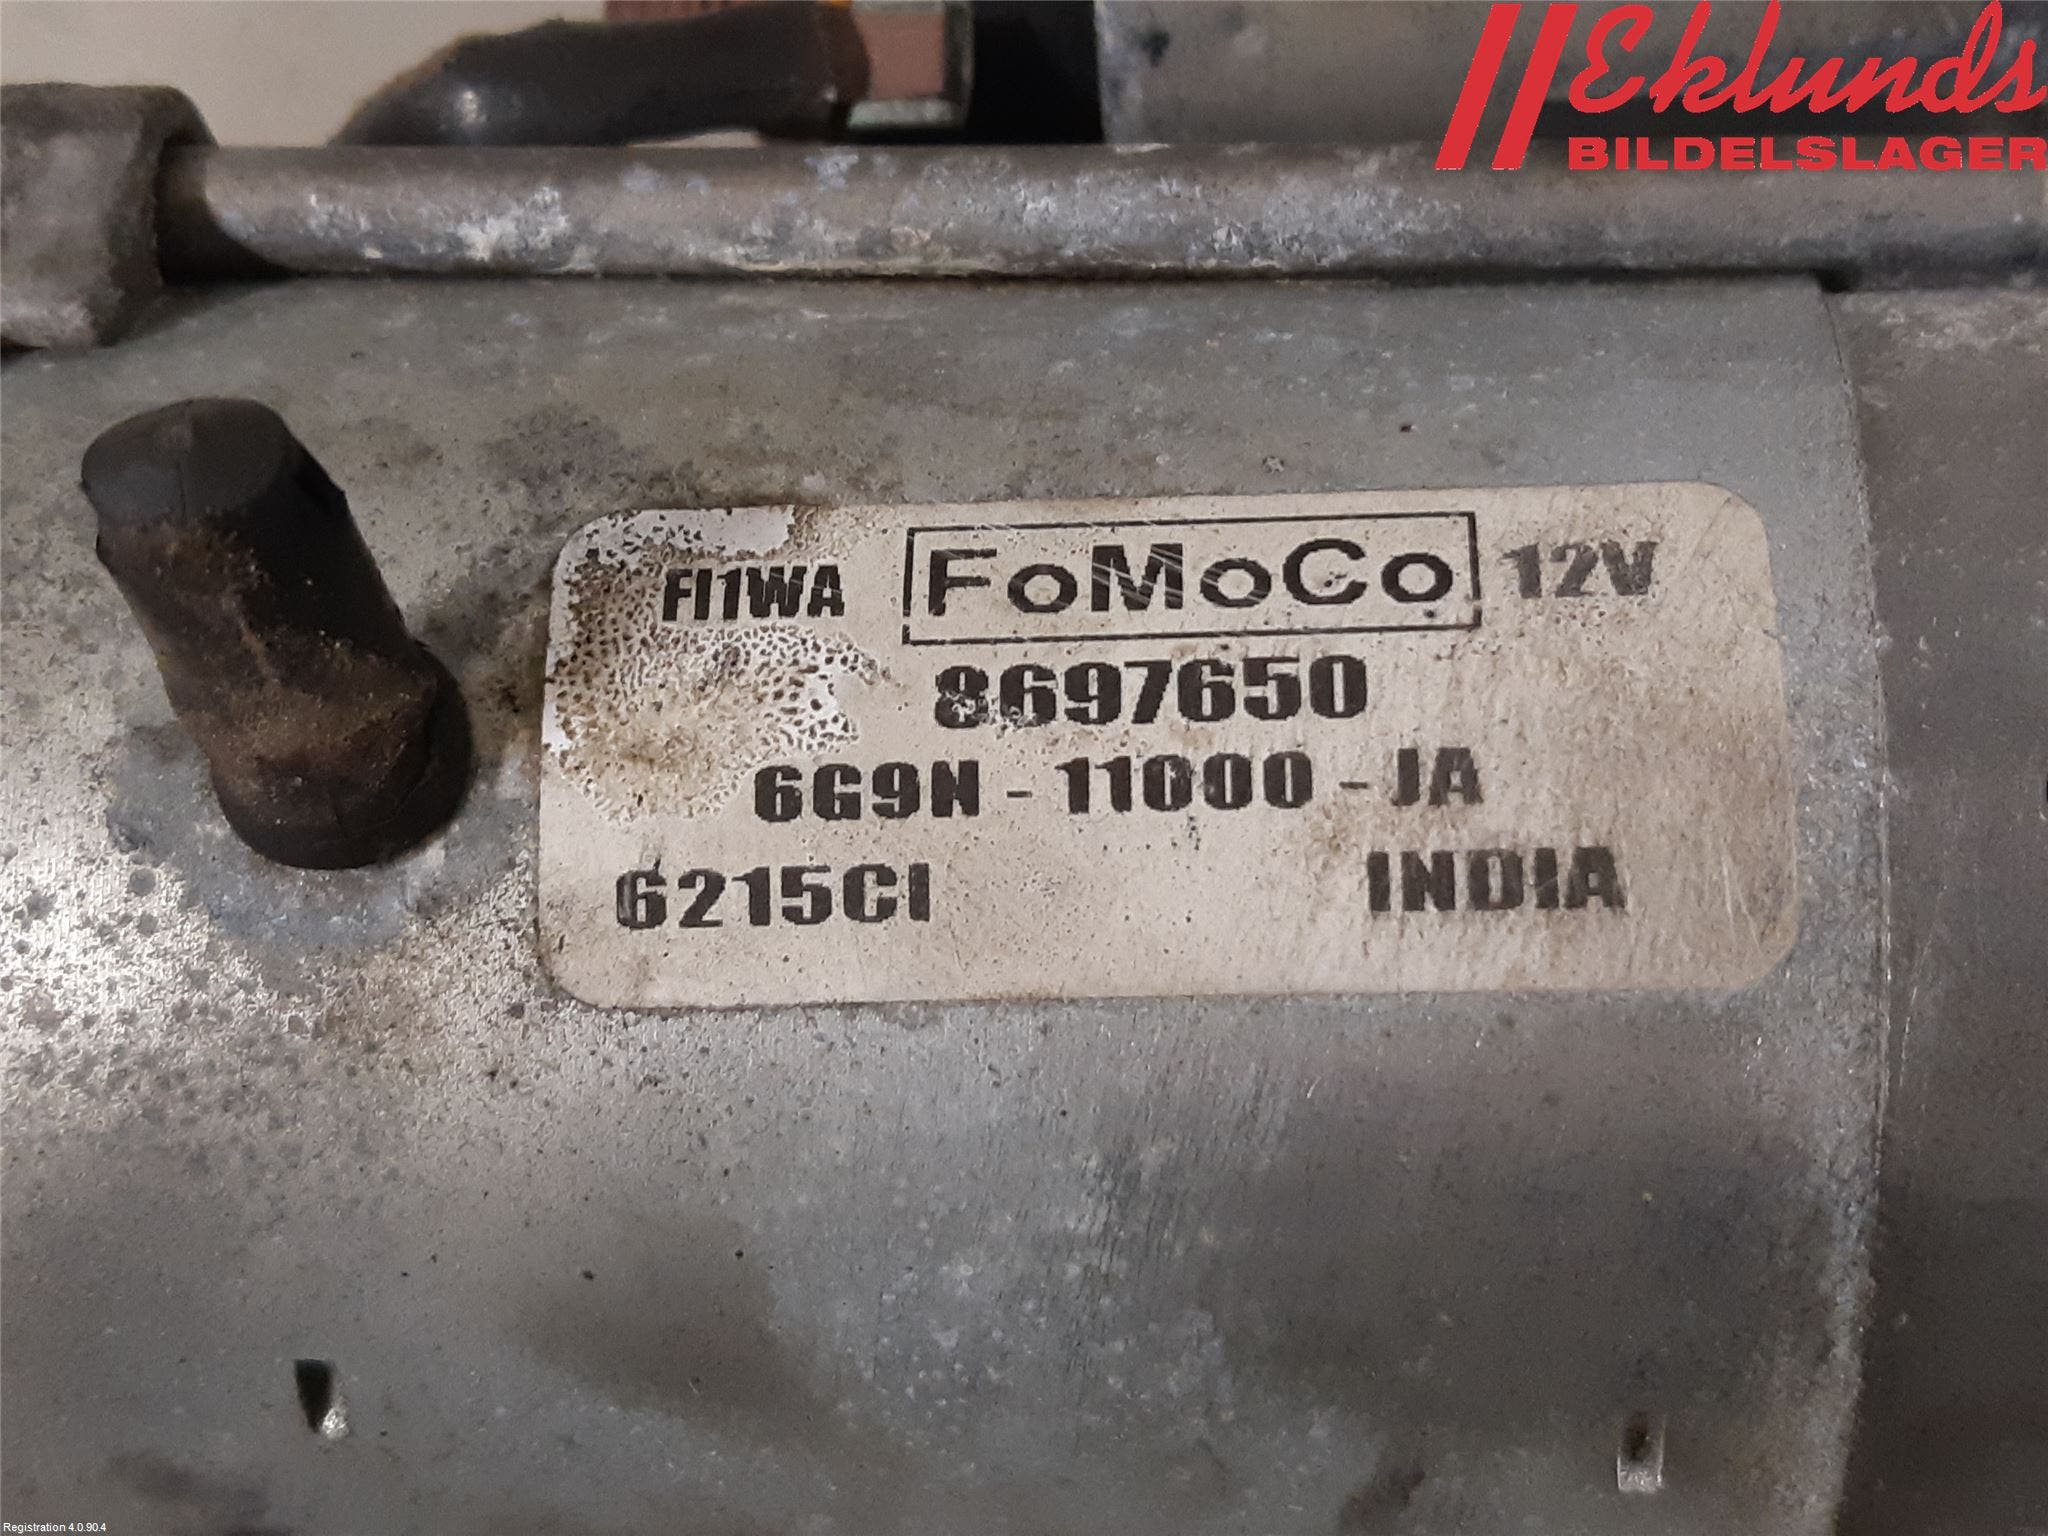 Eklunds
BILDELSLAGER
FI1WA FoMoCo 12V
8697650
6G9N - 11000 - JA
6215CI INDIA
Registration 4.0.90.4